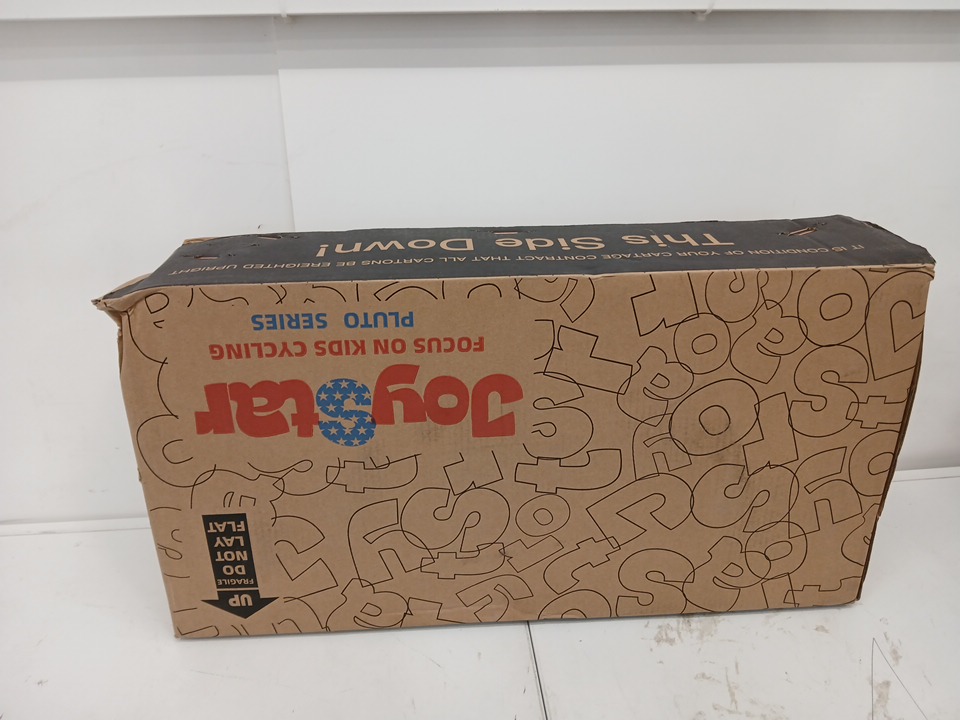 This Side Down!
IT IS CONDITION OF YOUR CARTAGE CONTRACT THAT ALL CARTONS BE EREIGHTED UPRIGHT
UP
FRAGILE
DO
NOT
LAY
FLAT
JoyStar
FOCUS ON KIDS CYCLING
PLUTO SERIES